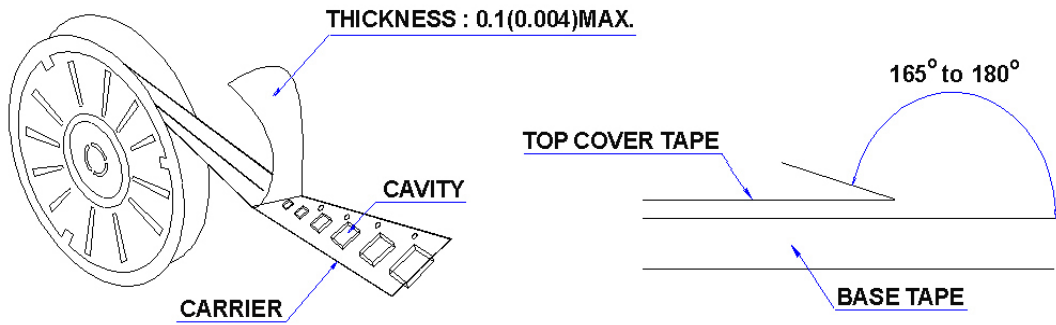 THICKNESS : 0.1(0.004)MAX.
165° to 180°
TOP COVER TAPE
CAVITY
CARRIER
BASE TAPE